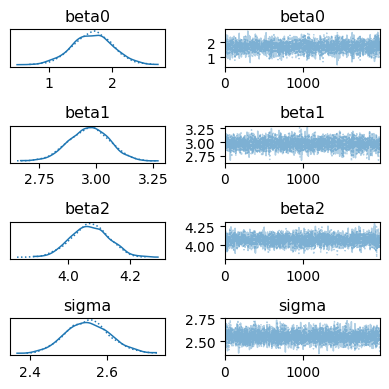 beta0 beta0
2
1
1 2 0 1000
beta1 beta1
3.25
3.00
2.75
2.75 3.00 3.25 0 1000
beta2 beta2
4.25
4.00
4.0 4.2 0 1000
sigma sigma
2.75
2.50
2.4 2.6 0 1000